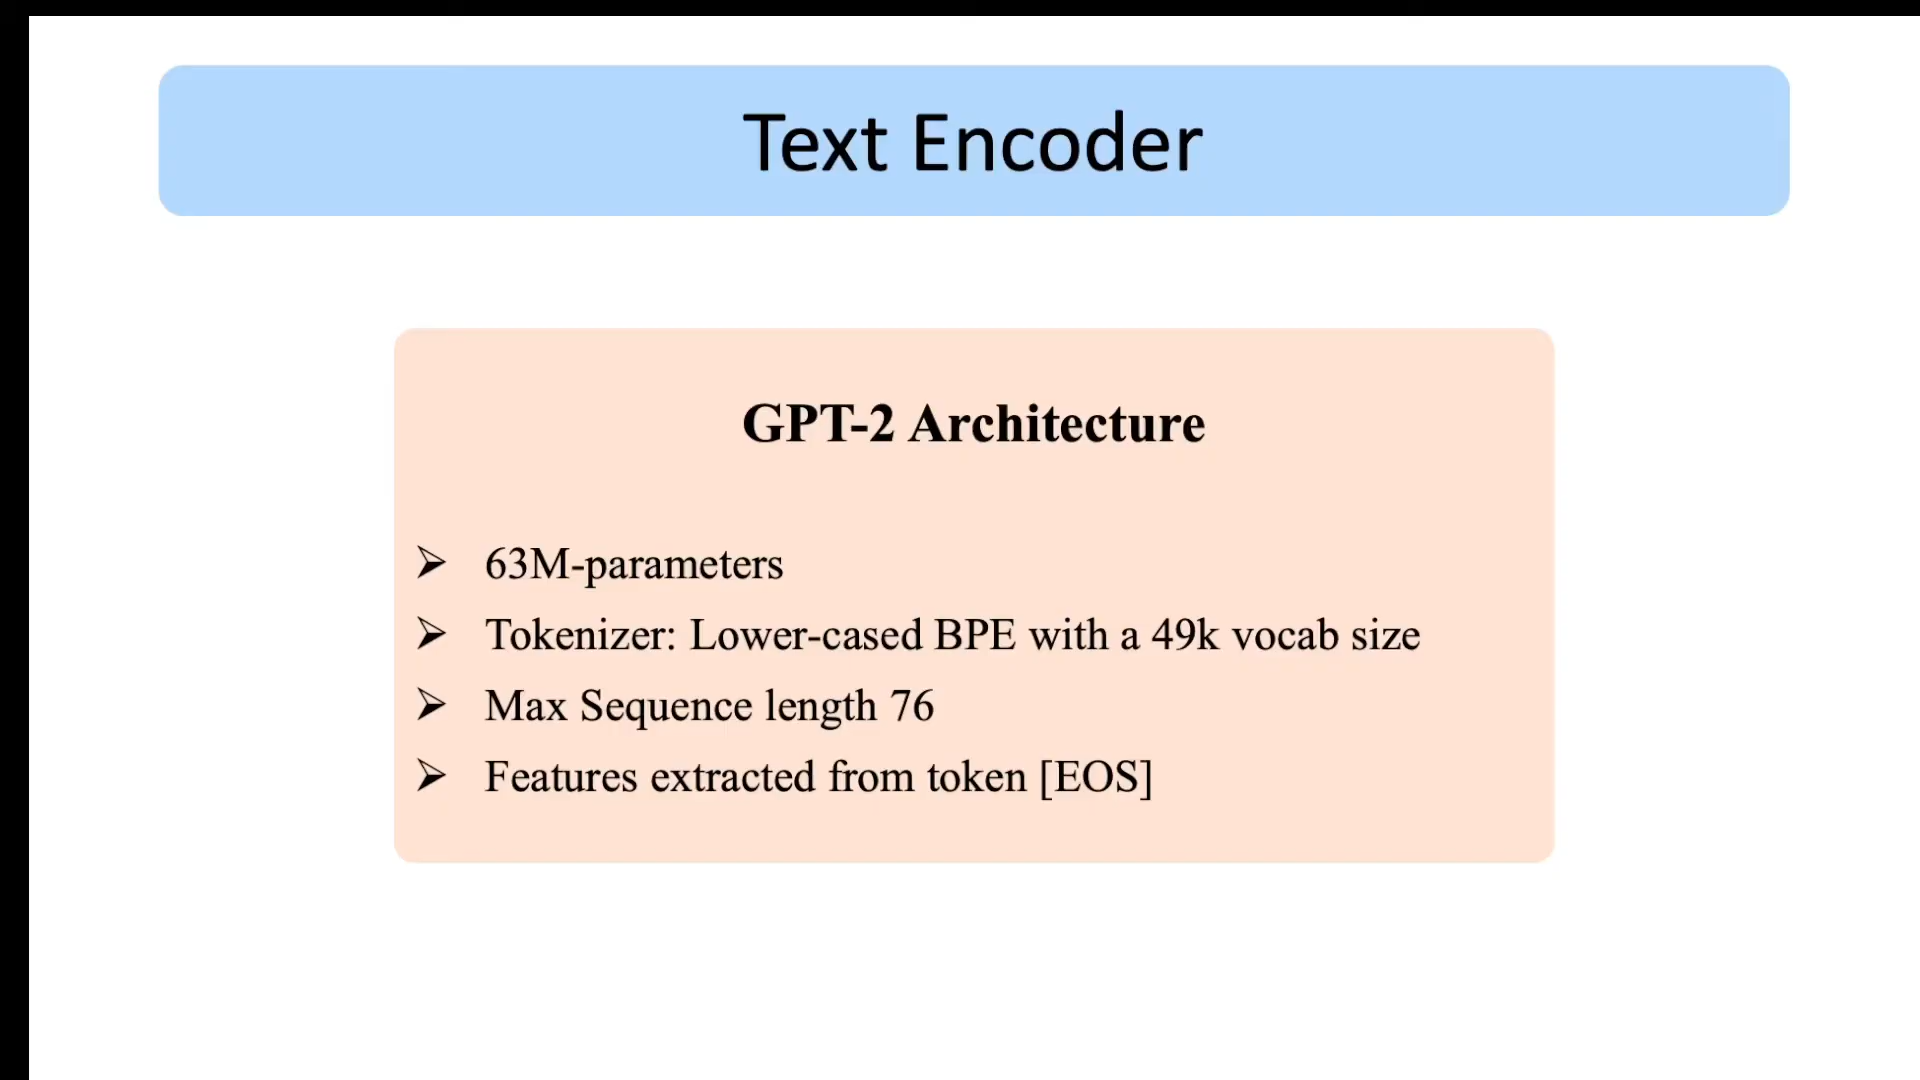 Text Encoder
GPT-2 Architecture
➢ 63M-parameters
➢ Tokenizer: Lower-cased BPE with a 49k vocab size
➢ Max Sequence length 76
➢ Features extracted from token [EOS]